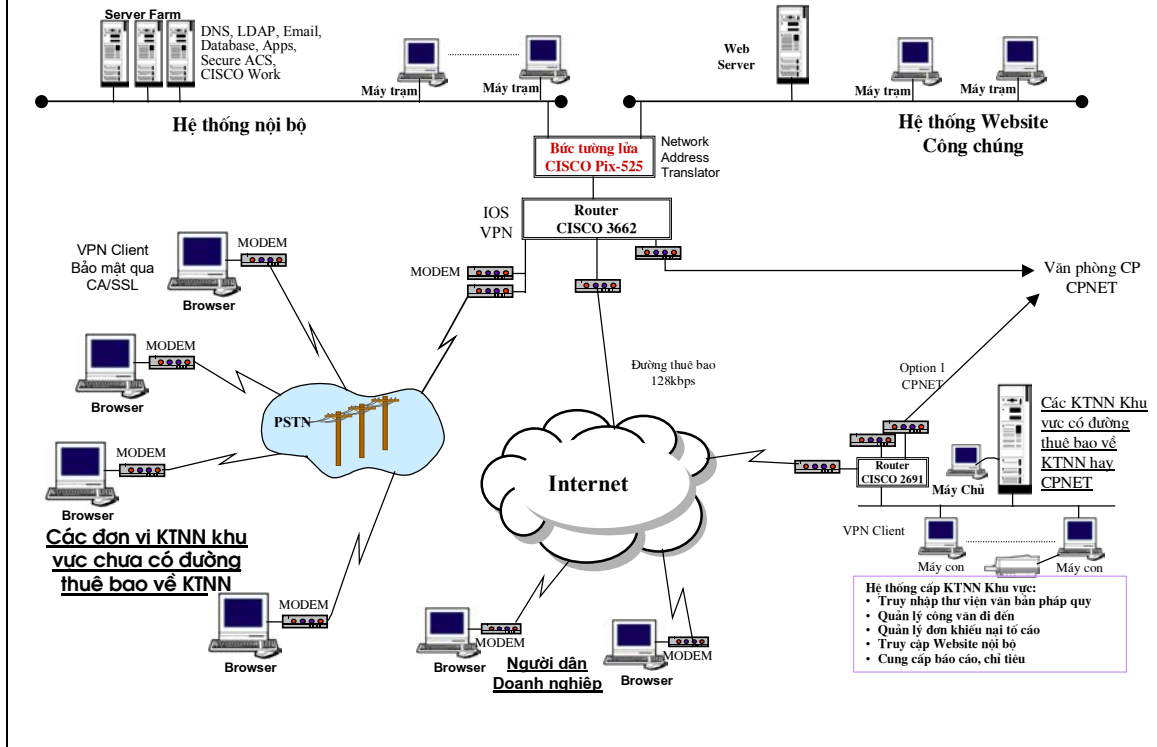 Server Farm
DNS, LDAP, Email,
Database, Apps,
Secure ACS,
CISCO Work
Máy trạm
Máy trạm
Hệ thống nội bộ
Web
Server
Máy trạm
Máy trạm
Hệ thống Website
Công chúng
Bức tường lửa
CISCO Pix-525
Network
Address
Translator
IOS
VPN
Router
CISCO 3662
VPN Client
Bảo mật qua
CA/SSL
MODEM
Browser
MODEM
Văn phòng CP
CPNET
MODEM
Browser
Đường thuê bao
128kbps
Option 1
CPNET
PSTN
Các KTNN Khu
vực có đường
thuê bao về
KTNN hay
CPNET
MODEM
Browser
Internet
Router
CISCO 2691
Máy Chủ
VPN Client
Máy con
Máy con
Các đơn vị KTNN khu
vực chưa có đường
thuê bao về KTNN
MODEM
Browser
MODEM
Browser
Người dân
Doanh nghiệp
MODEM
Browser
Hệ thống cấp KTNN Khu vực:
• Truy nhập thư viện văn bản pháp quy
• Quản lý công văn đi đến
• Quản lý đơn khiếu nại tố cáo
• Truy cập Website nội bộ
• Cung cấp báo cáo, chỉ tiêu